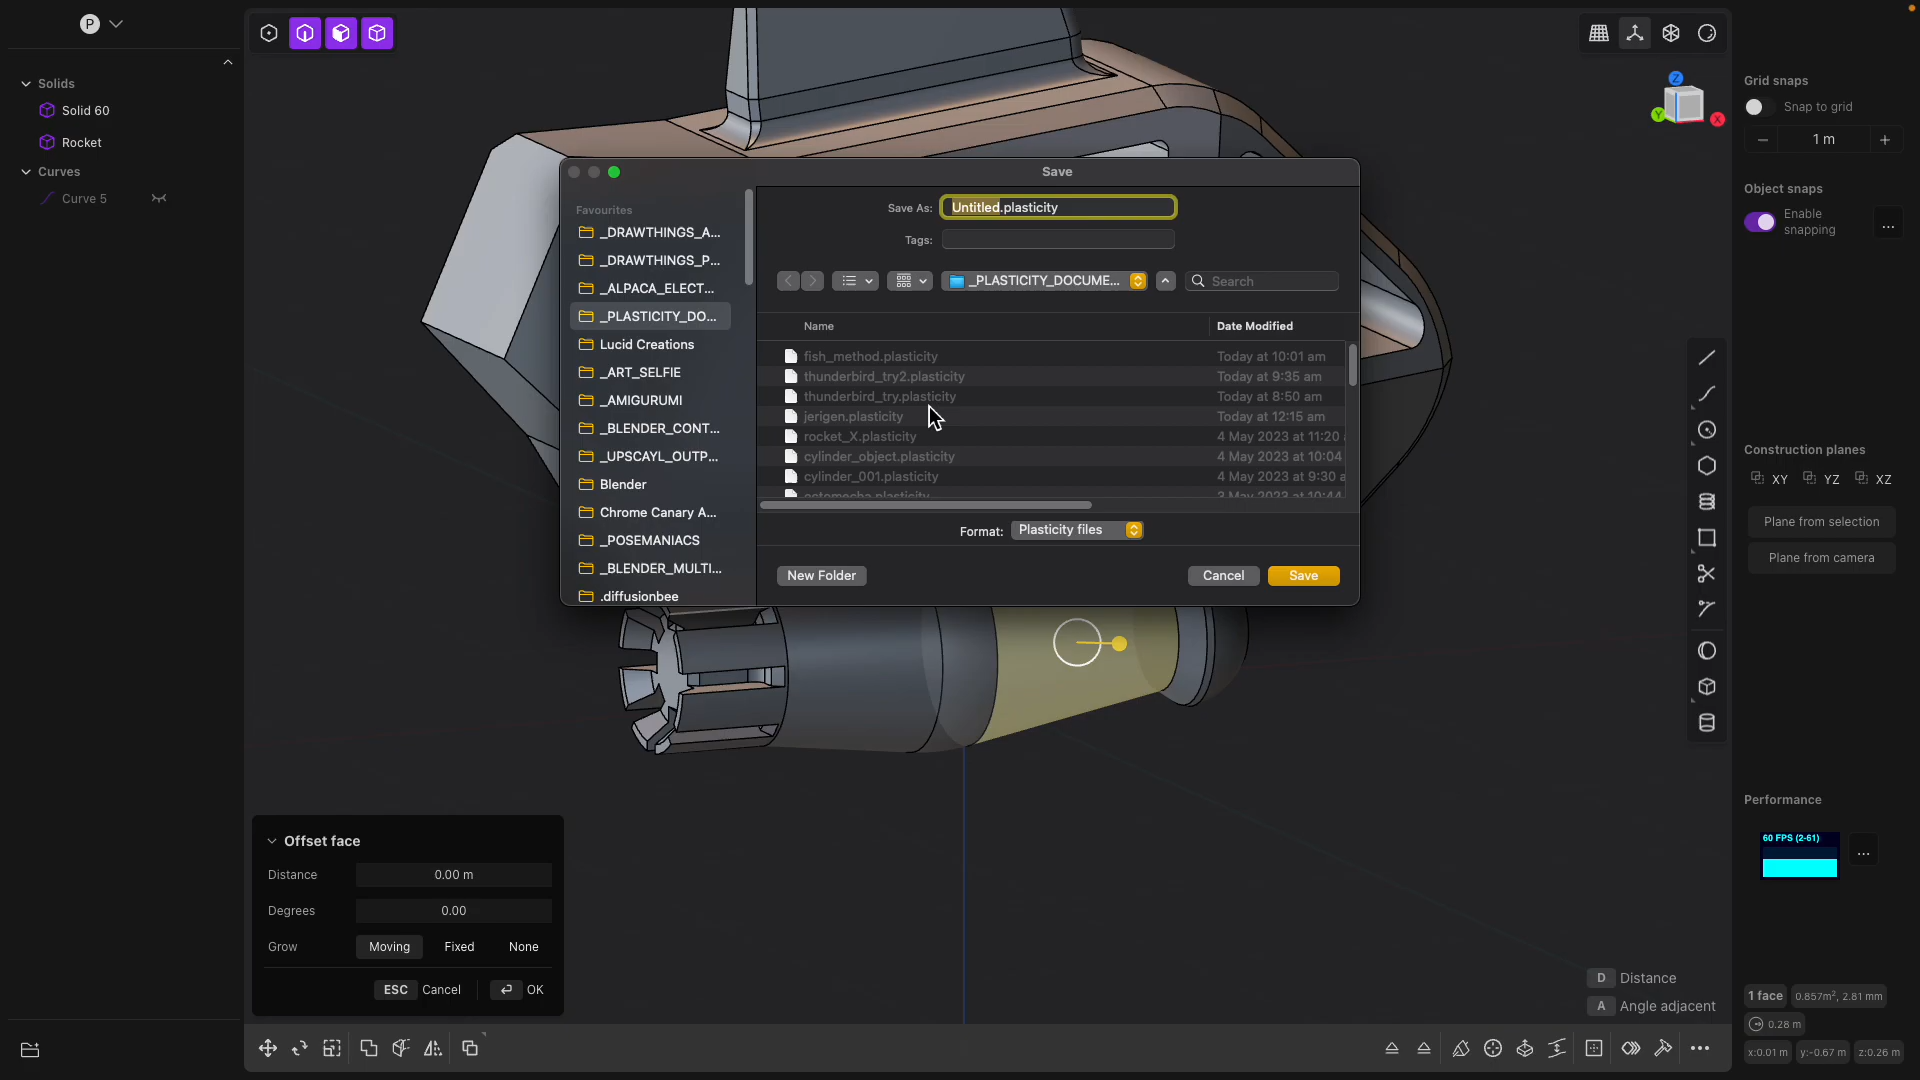 P
Solids
Solid 60
Rocket
Curves
Curve 5
Save
Favourites
_DRAWTHINGS_A...
_DRAWTHINGS_P...
_ALPACA_ELECT...
_PLASTICITY_DO...
Lucid Creations
_ART_SELFIE
_AMIGURUMI
_BLENDER_CONT...
_UPSCAYL_OUTP...
Blender
Chrome Canary A...
_POSEMANIACS
_BLENDER_MULTI...
.diffusionbee
Save As: Untitled.plasticity
Tags:
_PLASTICITY_DOCUME...
Search
Name Date Modified
fish_method.plasticity Today at 10:01 am
thunderbird_try2.plasticity Today at 9:35 am
thunderbird_try.plasticity Today at 8:50 am
jerigen.plasticity Today at 12:15 am
rocket_X.plasticity 4 May 2023 at 11:20
cylinder_object.plasticity 4 May 2023 at 10:04
cylinder_001.plasticity 4 May 2023 at 9:30 a
octomecha.plasticity 3 May 2023 at 10:44
Format: Plasticity files
New Folder Cancel Save
Z
Y
X
Grid snaps
Snap to grid
1 m
Object snaps
Enable
snapping
Construction planes
XY YZ XZ
Plane from selection
Plane from camera
Performance
60 FPS (2-61)
Offset face
Distance 0.00 m
Degrees 0.00
Grow Moving Fixed None
ESC Cancel OK
D Distance
A Angle adjacent
1 face 0.857m², 2.81 mm
0.28 m
x:0.01 m y:-0.67 m z:0.26 m